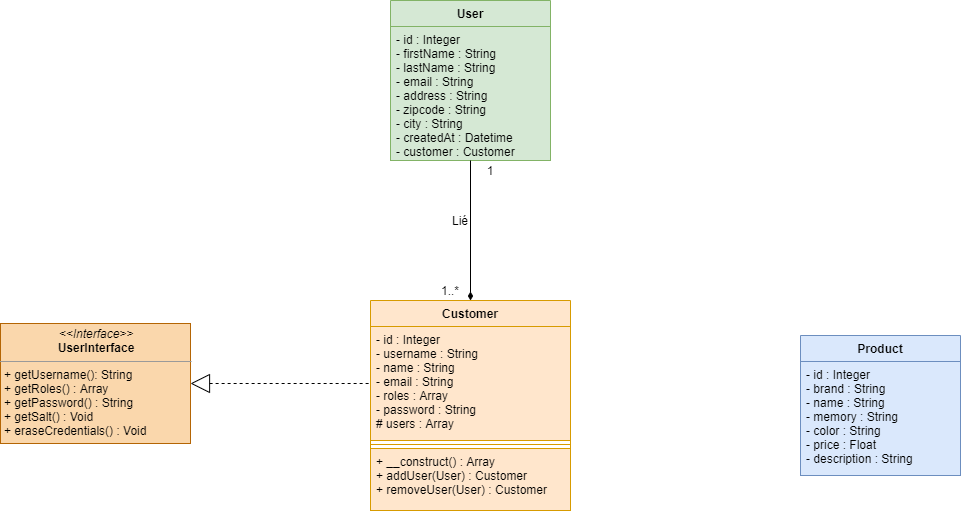 User
- id : Integer
- firstName : String
- lastName : String
- email : String
- address : String
- zipcode : String
- city : String
- createdAt : Datetime
- customer : Customer
1
Lié
1..*
<<Interface>>
UserInterface
+ getUsername(): String
+ getRoles() : Array
+ getPassword() : String
+ getSalt() : Void
+ eraseCredentials() : Void
Customer
- id : Integer
- username : String
- name : String
- email : String
- roles : Array
- password : String
# users : Array
+ __construct() : Array
+ addUser(User) : Customer
+ removeUser(User) : Customer
Product
- id : Integer
- brand : String
- name : String
- memory : String
- color : String
- price : Float
- description : String